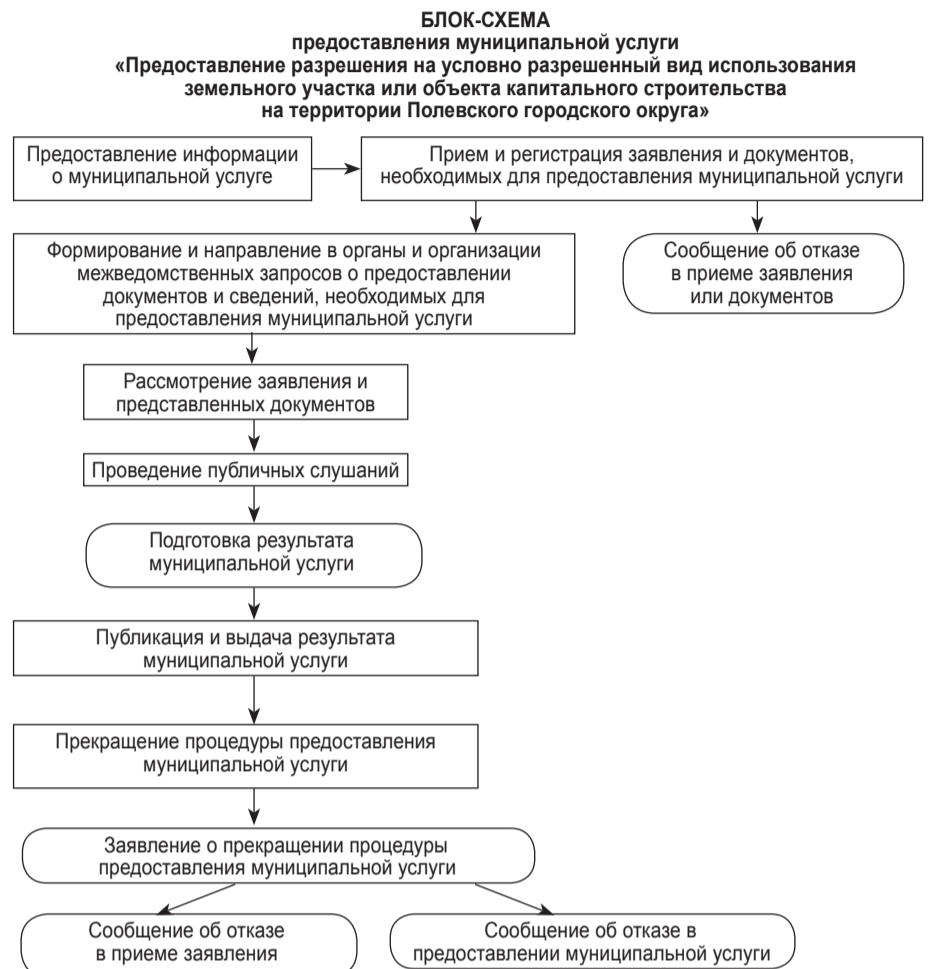 БЛОК-СХЕМА
предоставления муниципальной услуги
«Предоставление разрешения на условно разрешенный вид использования
земельного участка или объекта капитального строительства
на территории Полевского городского округа»
Предоставление информации
о муниципальной услуге
Прием и регистрация заявления и документов,
необходимых для предоставления муниципальной услуги
Формирование и направление в органы и организации
межведомственных запросов о предоставлении
документов и сведений, необходимых для
предоставления муниципальной услуги
Сообщение об отказе
в приеме заявления
или документов
Рассмотрение заявления и
представленных документов
Проведение публичных слушаний
Подготовка результата
муниципальной услуги
Публикация и выдача результата
муниципальной услуги
Прекращение процедуры предоставления
муниципальной услуги
Заявление о прекращении процедуры
предоставления муниципальной услуги
Сообщение об отказе
в приеме заявления
Сообщение об отказе в
предоставлении муниципальной услуги